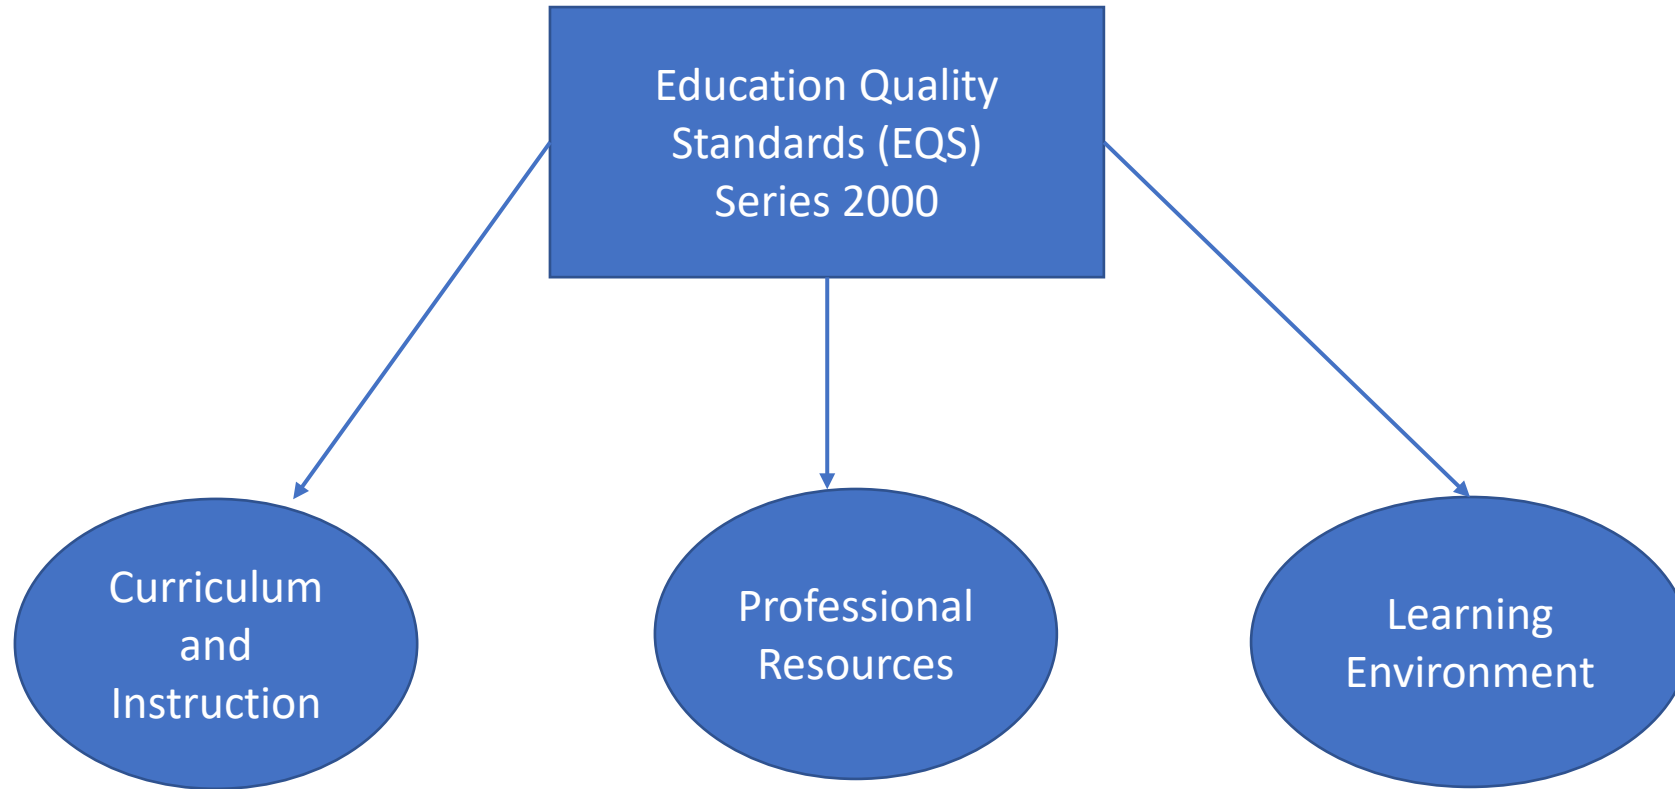 Education Quality
Standards (EQS)
Series 2000
Curriculum
and
Instruction
Professional
Resources
Learning
Environment